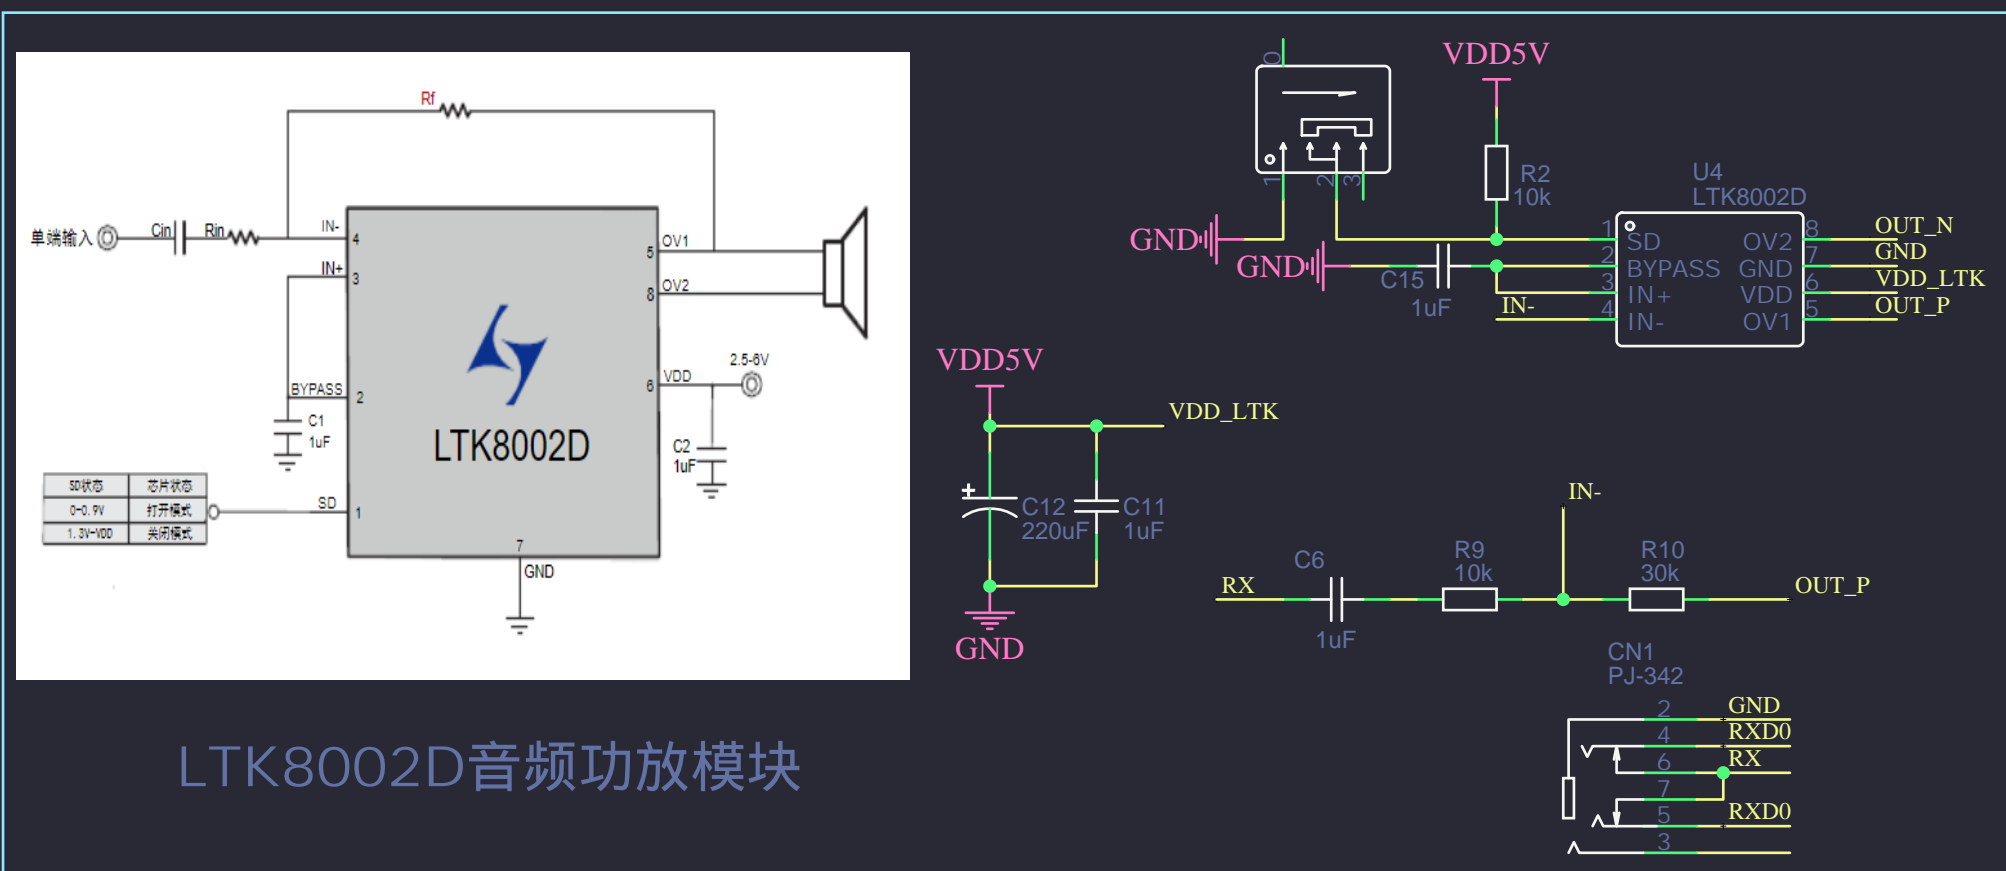 Rf
单端输入
Cin
Rin
IN-
4
IN+
3
BYPASS
2
C1
1uF
SD状态 芯片状态
0-0.9V 打开模式
1.3V-VDD 关闭模式
SD
1
7
GND
5
OV1
8
OV2
6
VDD
2.5-6V
C2
1uF
LTK8002D
LTK8002D音频功放模块
0
1
2
3
GND
GND
VDD5V
R2
10k
C15
1uF
IN-
U4
LTK8002D
1 SD OV2 8 OUT_N
2 BYPASS GND 7 GND
3 IN+ VDD 6 VDD_LTK
4 IN- OV1 5 OUT_P
VDD5V
VDD_LTK
C12
220uF
C11
1uF
GND
RX
C6
1uF
R9
10k
IN-
R10
30k
OUT_P
CN1
PJ-342
2 GND
4 RXD0
6 RX
7
5 RXD0
3